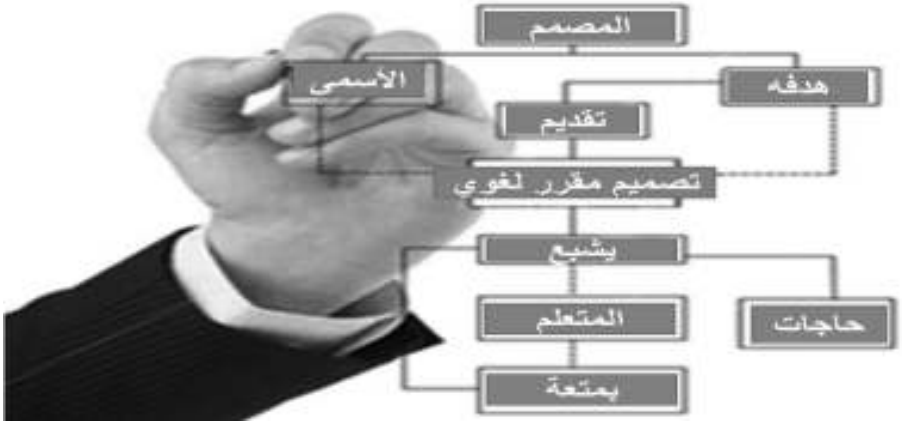 المصمم
هدفه
الأسمى
تقديم
تصميم مقرر لغوي
يشبع
حاجات
المتعلم
بمتعة